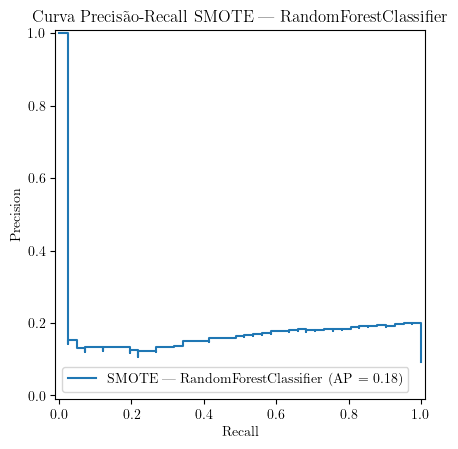 Curva Precisão-Recall SMOTE — RandomForestClassifier
1.0
0.8
0.6
0.4
0.2
0.0
Precision
SMOTE — RandomForestClassifier (AP = 0.18)
0.0 0.2 0.4 0.6 0.8 1.0
Recall